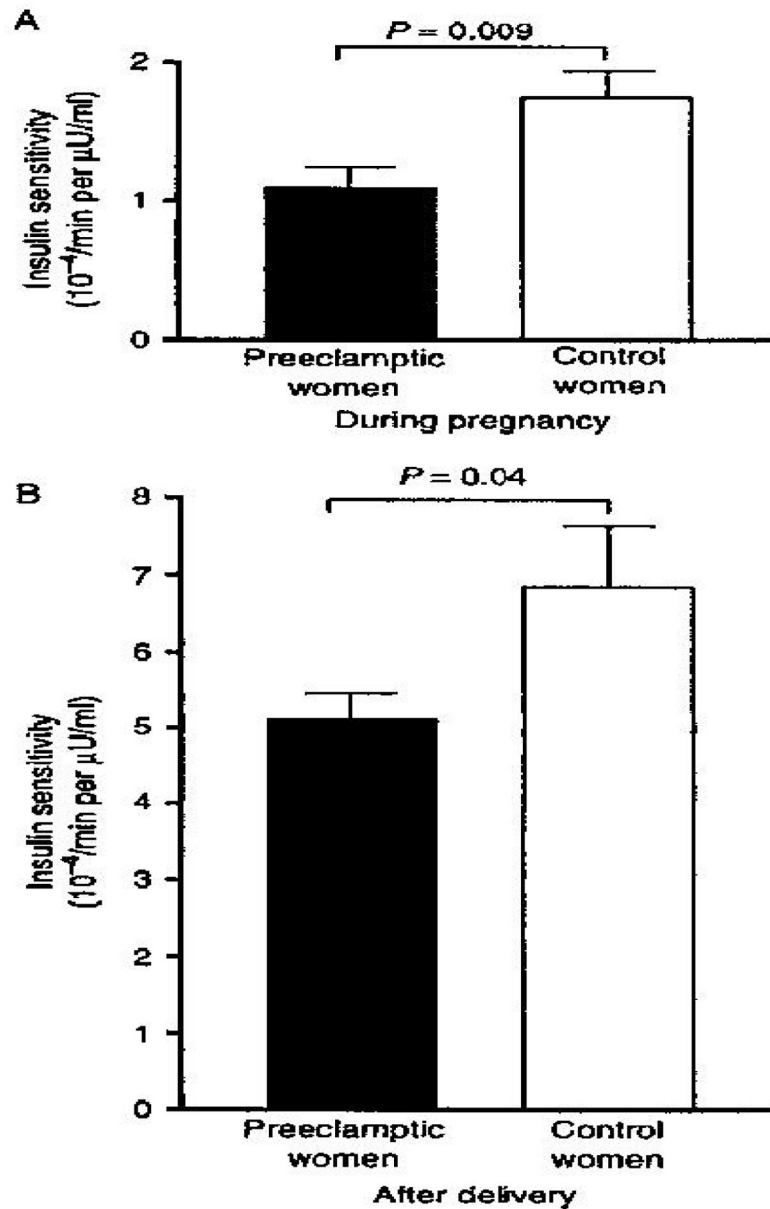 A
P = 0.009
Insulin sensitivity
(10⁻⁴/min per μU/ml)
2
1
0
Preeclamptic women
Control women
During pregnancy
B
P = 0.04
Insulin sensitivity
(10⁻⁴/min per μU/ml)
8
7
6
5
4
3
2
1
0
Preeclamptic women
Control women
After delivery